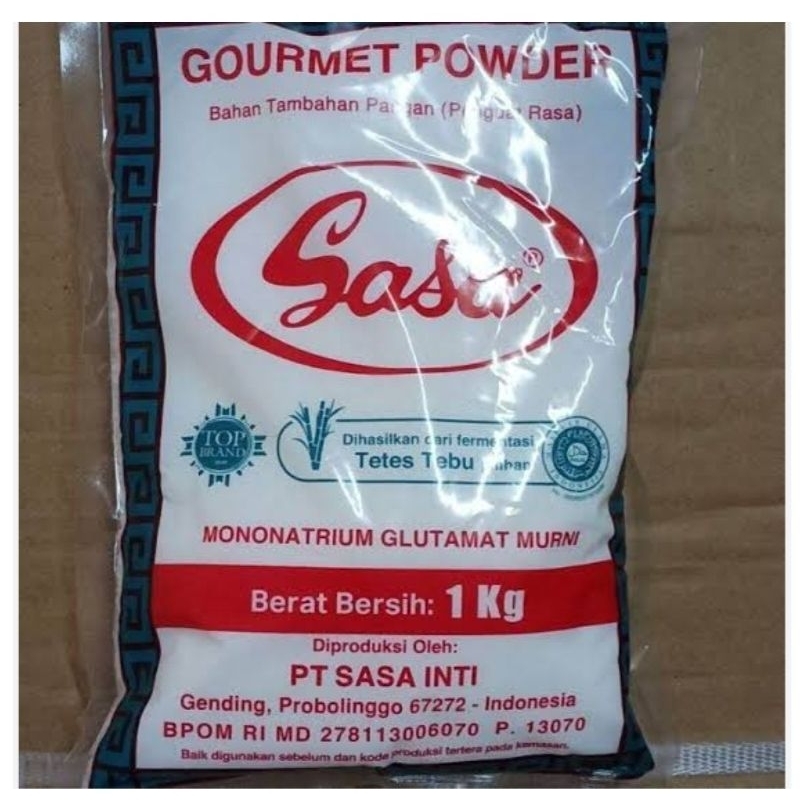 GOURMET POWDER
Bahan Tambahan Pangan (Penguat Rasa)
Sasa®
TOP
BRAND
Dihasilkan dari fermentasi
Tetes Tebu pilihan
MONONATRIUM GLUTAMAT MURNI
Berat Bersih: 1 Kg
Diproduksi Oleh:
PT SASA INTI
Gending, Probolinggo 67272 - Indonesia
BPOM RI MD 278113006070 P. 13070
Baik digunakan sebelum dan kode produksi tertera pada kemasan.